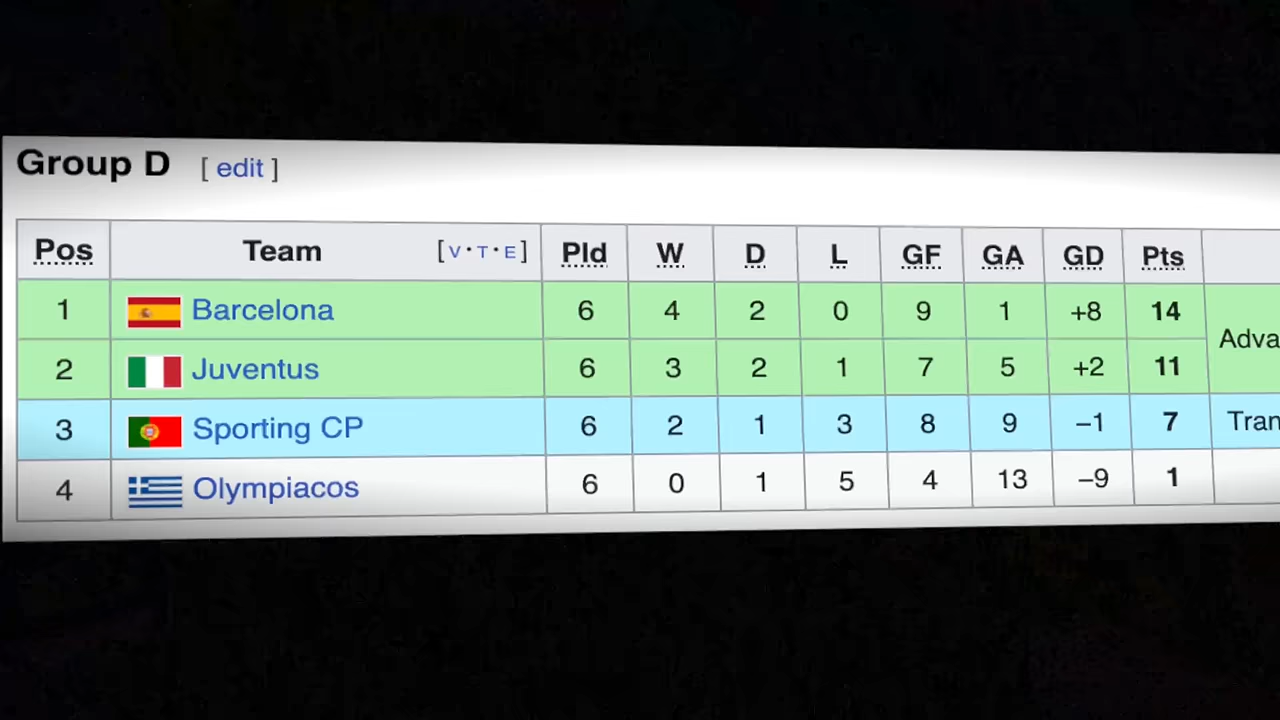 Group D [ edit ]
Pos Team [ V • T • E ] Pld W D L GF GA GD Pts
1 Barcelona 6 4 2 0 9 1 +8 14
Adva
2 Juventus 6 3 2 1 7 5 +2 11
3 Sporting CP 6 2 1 3 8 9 −1 7 Tran
4 Olympiacos 6 0 1 5 4 13 −9 1